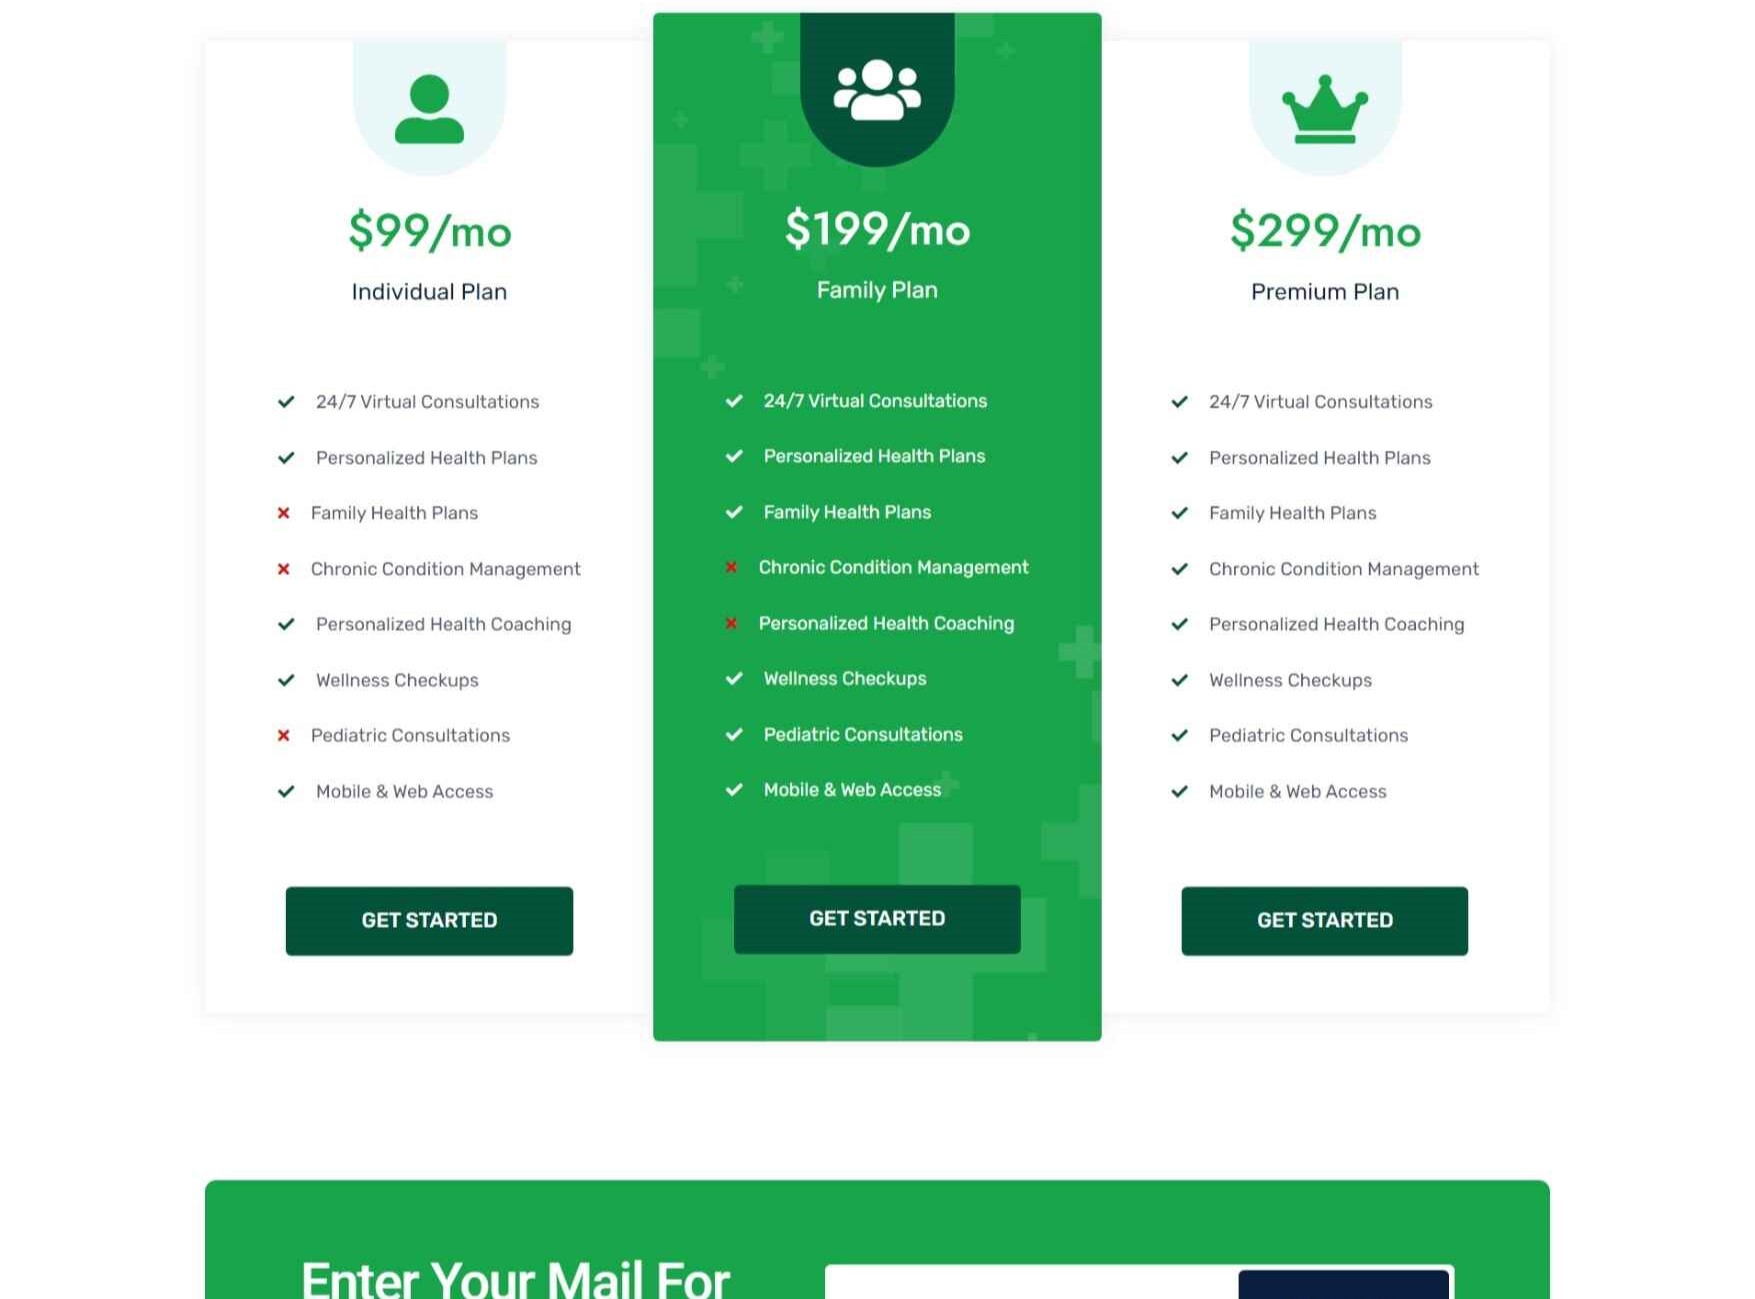 $99/mo
Individual Plan
24/7 Virtual Consultations
Personalized Health Plans
Family Health Plans
Chronic Condition Management
Personalized Health Coaching
Wellness Checkups
Pediatric Consultations
Mobile & Web Access
GET STARTED
$199/mo
Family Plan
24/7 Virtual Consultations
Personalized Health Plans
Family Health Plans
Chronic Condition Management
Personalized Health Coaching
Wellness Checkups
Pediatric Consultations
Mobile & Web Access
GET STARTED
$299/mo
Premium Plan
24/7 Virtual Consultations
Personalized Health Plans
Family Health Plans
Chronic Condition Management
Personalized Health Coaching
Wellness Checkups
Pediatric Consultations
Mobile & Web Access
GET STARTED
Enter Your Mail For